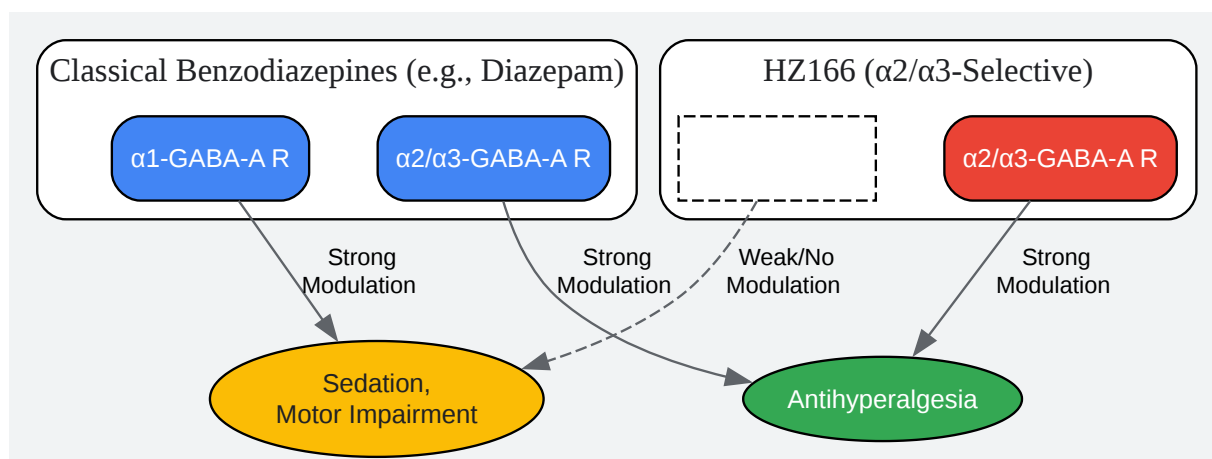 Classical Benzodiazepines (e.g., Diazepam)
HZ166 (α2/α3-Selective)
α1-GABA-A R
α2/α3-GABA-A R
α2/α3-GABA-A R
Strong
Modulation
Strong
Modulation
Weak/No
Modulation
Strong
Modulation
Sedation,
Motor Impairment
Antihyperalgesia